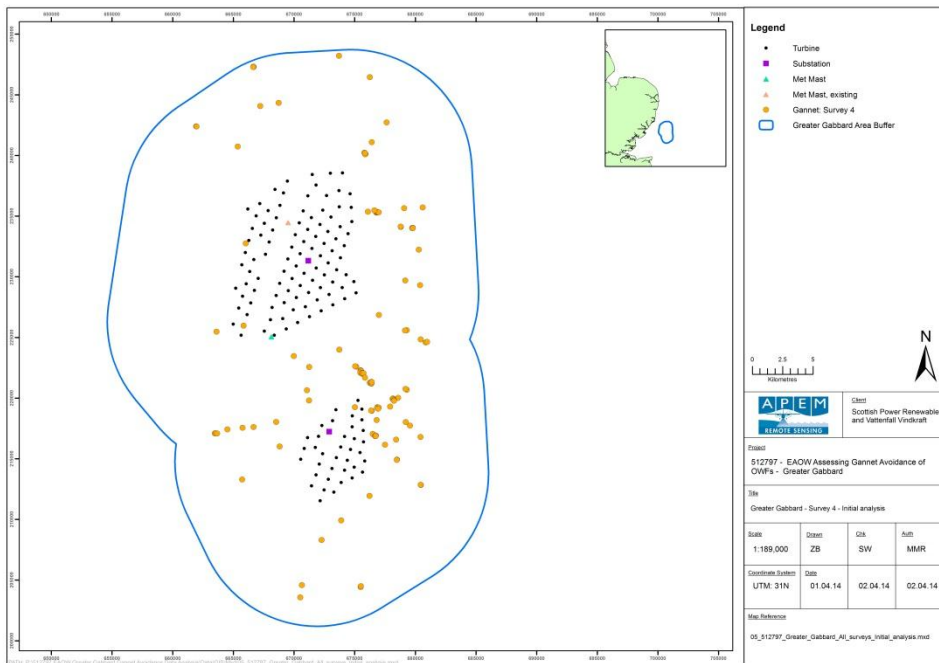 Legend
Turbine
Substation
Met Mast
Met Mast, existing
Gannet: Survey 4
Greater Gabbard Area Buffer
N
0 2.5 5
Kilometres
APEM
REMOTE SENSING
Client
Scottish Power Renewable
and Vattenfall Vindkraft
Project
512797 - EAOW Assessing Gannet Avoidance of
OWFs - Greater Gabbard
Title
Greater Gabbard - Survey 4 - Initial analysis
Scale Drawn Chk Auth
1:189,000 ZB SW MMR
Coordinate System Date
UTM: 31N 01.04.14 02.04.14 02.04.14
Map Reference
05_512797_Greater_Gabbard_All_surveys_Initial_analysis.mxd